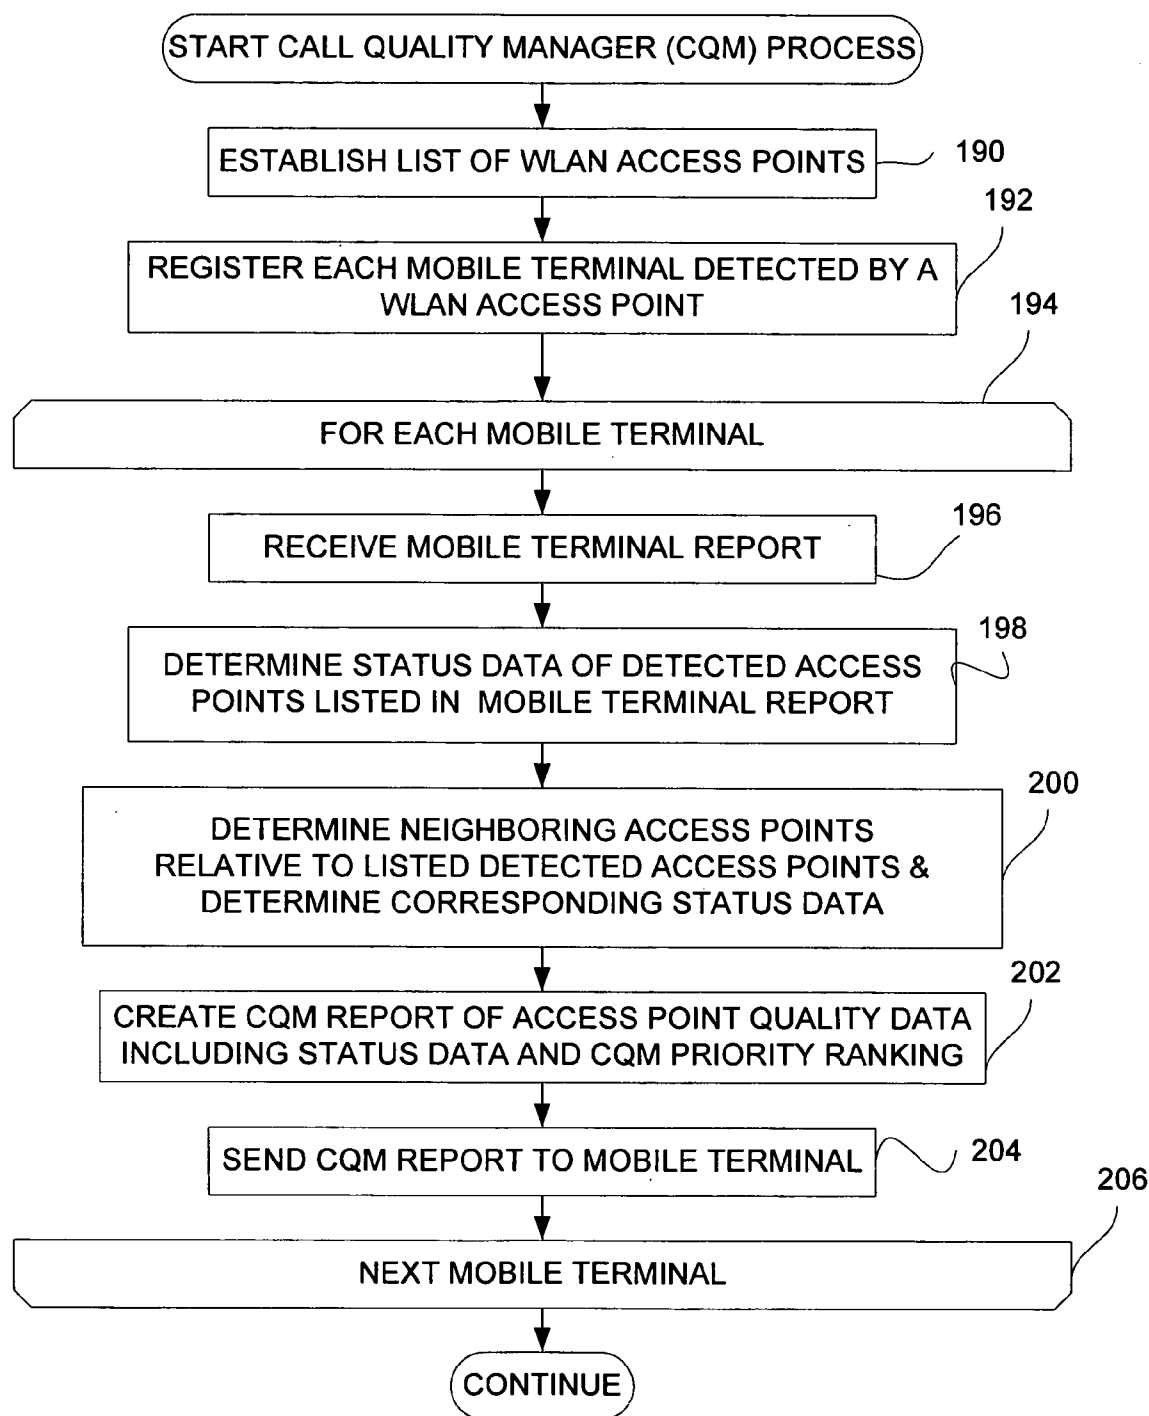 START CALL QUALITY MANAGER (CQM) PROCESS
ESTABLISH LIST OF WLAN ACCESS POINTS
190
192
REGISTER EACH MOBILE TERMINAL DETECTED BY A
WLAN ACCESS POINT
194
FOR EACH MOBILE TERMINAL
196
RECEIVE MOBILE TERMINAL REPORT
198
DETERMINE STATUS DATA OF DETECTED ACCESS
POINTS LISTED IN MOBILE TERMINAL REPORT
200
DETERMINE NEIGHBORING ACCESS POINTS
RELATIVE TO LISTED DETECTED ACCESS POINTS &
DETERMINE CORRESPONDING STATUS DATA
202
CREATE CQM REPORT OF ACCESS POINT QUALITY DATA
INCLUDING STATUS DATA AND CQM PRIORITY RANKING
SEND CQM REPORT TO MOBILE TERMINAL
204
206
NEXT MOBILE TERMINAL
CONTINUE